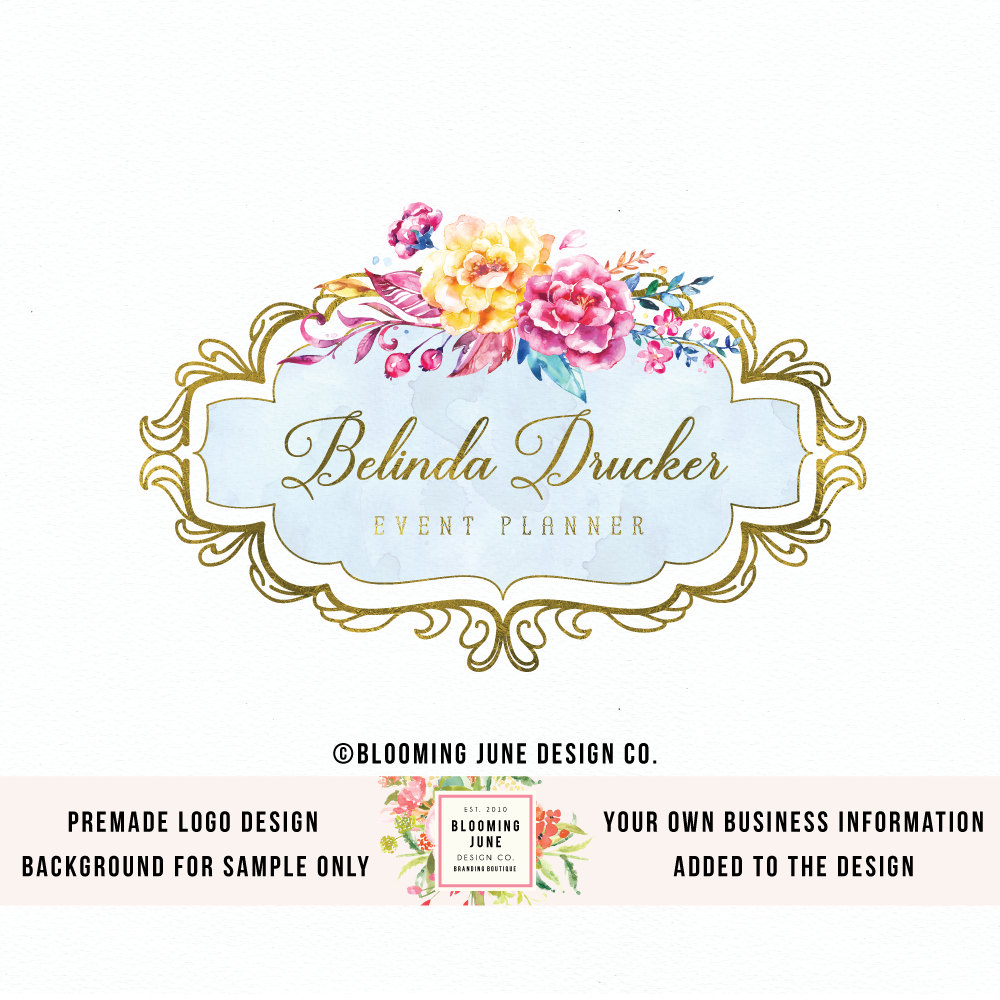 Belinda Drucker
EVENT PLANNER
©BLOOMING JUNE DESIGN CO.
PREMADE LOGO DESIGN
BACKGROUND FOR SAMPLE ONLY
EST. 2010
BLOOMING
JUNE
DESIGN CO.
BRANDING BOUTIQUE
YOUR OWN BUSINESS INFORMATION
ADDED TO THE DESIGN